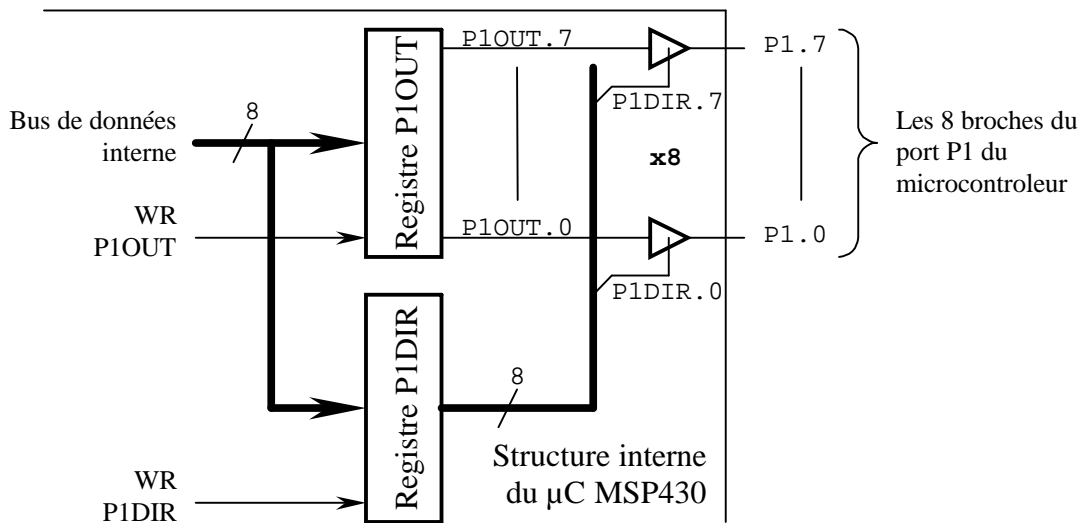 P1OUT.7
P1.7
Registre P1OUT
P1DIR.7
Bus de données
interne
8
x8
Les 8 broches du
port P1 du
microcontroleur
WR
P1OUT
P1OUT.0
P1.0
P1DIR.0
Registre P1DIR
8
Structure interne
du µC MSP430
WR
P1DIR